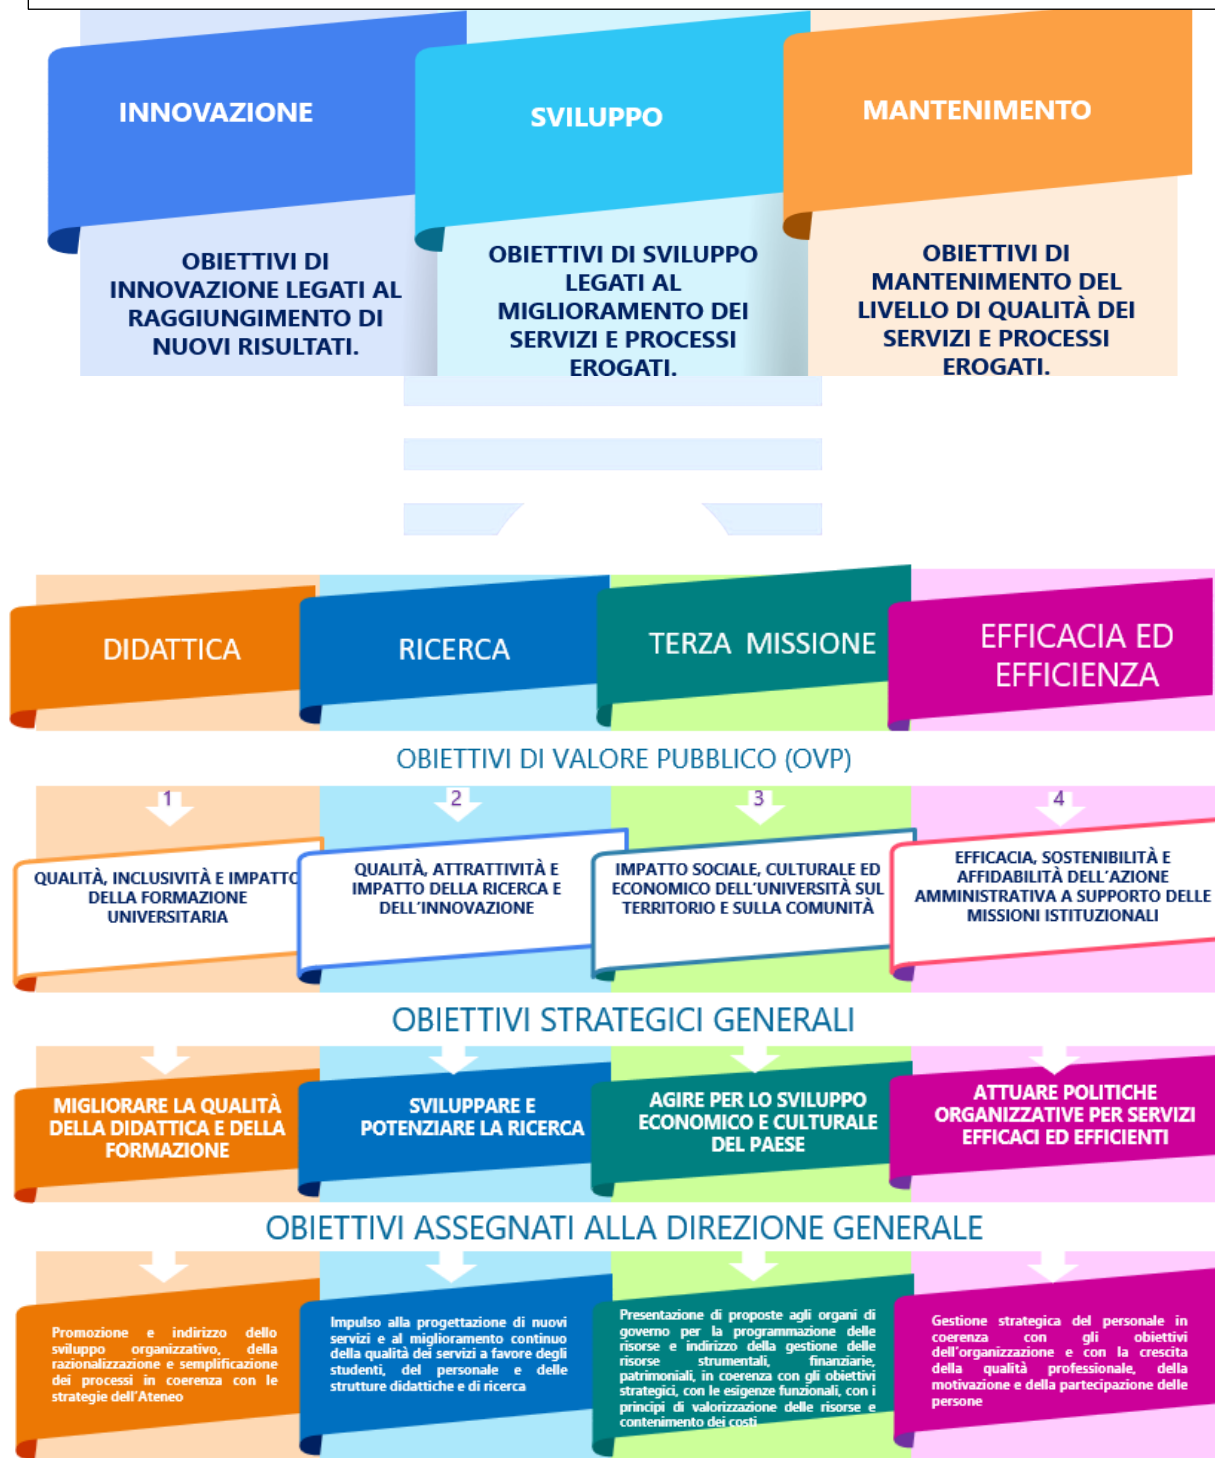 INNOVAZIONE
SVILUPPO
MANTENIMENTO
OBIETTIVI DI
INNOVAZIONE LEGATI AL
RAGGIUNGIMENTO DI
NUOVI RISULTATI.
OBIETTIVI DI SVILUPPO
LEGATI AL
MIGLIORAMENTO DEI
SERVIZI E PROCESSI
EROGATI.
OBIETTIVI DI
MANTENIMENTO DEL
LIVELLO DI QUALITÀ DEI
SERVIZI E PROCESSI
EROGATI.
DIDATTICA
RICERCA
TERZA MISSIONE
EFFICACIA ED
EFFICIENZA
OBIETTIVI DI VALORE PUBBLICO (OVP)
1
2
3
4
QUALITÀ, INCLUSIVITÀ E IMPATTO
DELLA FORMAZIONE
UNIVERSITARIA
QUALITÀ, ATTRATTIVITÀ E
IMPATTO DELLA RICERCA E
DELL'INNOVAZIONE
IMPATTO SOCIALE, CULTURALE ED
ECONOMICO DELL'UNIVERSITÀ SUL
TERRITORIO E SULLA COMUNITÀ
EFFICACIA, SOSTENIBILITÀ E
AFFIDABILITÀ DELL'AZIONE
AMMINISTRATIVA A SUPPORTO DELLE
MISSIONI ISTITUZIONALI
OBIETTIVI STRATEGICI GENERALI
MIGLIORARE LA QUALITÀ
DELLA DIDATTICA E DELLA
FORMAZIONE
SVILUPPARE E
POTENZIARE LA RICERCA
AGIRE PER LO SVILUPPO
ECONOMICO E CULTURALE
DEL PAESE
ATTUARE POLITICHE
ORGANIZZATIVE PER SERVIZI
EFFICACI ED EFFICIENTI
OBIETTIVI ASSEGNATI ALLA DIREZIONE GENERALE
Promozione e indirizzo dello
sviluppo organizzativo, della
razionalizzazione e semplificazione
dei processi in coerenza con le
strategie dell'Ateneo
Impulso alla progettazione di nuovi
servizi e al miglioramento continuo
della qualità dei servizi a favore degli
studenti, del personale e delle
strutture didattiche e di ricerca
Presentazione di proposte agli organi di
governo per la programmazione delle
risorse e indirizzo della gestione delle
risorse strumentali, finanziarie,
patrimoniali, in coerenza con gli obiettivi
strategici, con le esigenze funzionali, con i
principi di valorizzazione delle risorse e
contenimento dei costi
Gestione strategica del personale in
coerenza con gli obiettivi
dell'organizzazione e con la crescita
della qualità professionale, della
motivazione e della partecipazione delle
persone